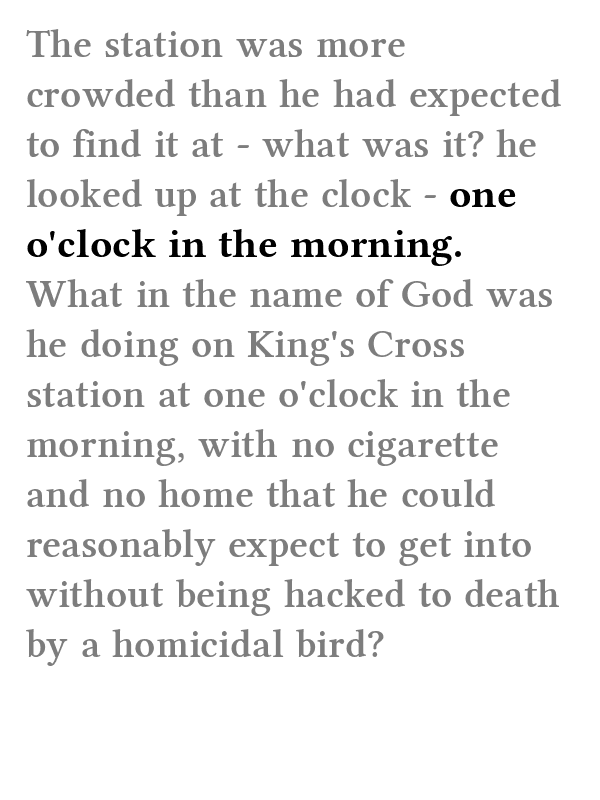 The station was more
crowded than he had expected
to find it at - what was it? he
looked up at the clock - one
o'clock in the morning.
What in the name of God was
he doing on King's Cross
station at one o'clock in the
morning, with no cigarette
and no home that he could
reasonably expect to get into
without being hacked to death
by a homicidal bird?